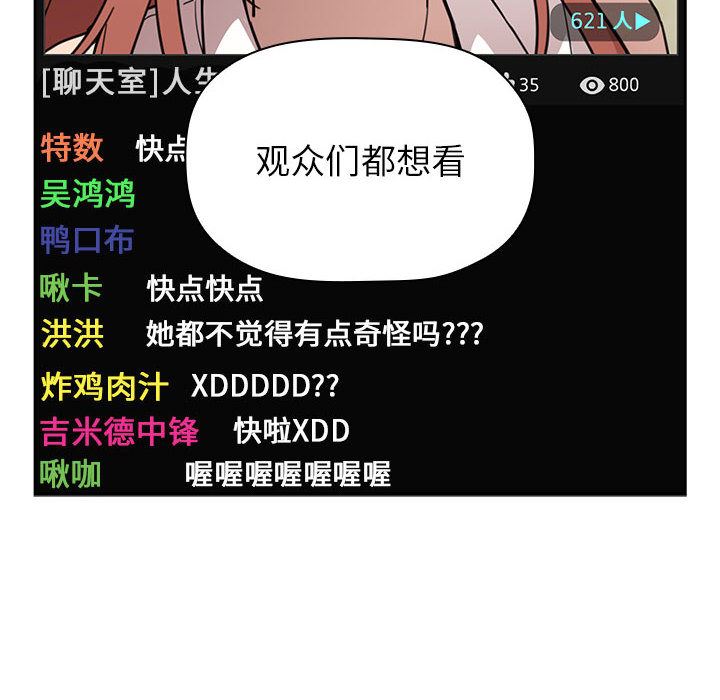 621人▶
[聊天室]人生
35
800
观众们都想看
特数 快点
吴鸿鸿
鸭口布
啾卡 快点快点
洪洪 她都不觉得有点奇怪吗???
炸鸡肉汁 XDDDDD??
吉米德中锋 快啦XDD
啾咖 喔喔喔喔喔喔喔